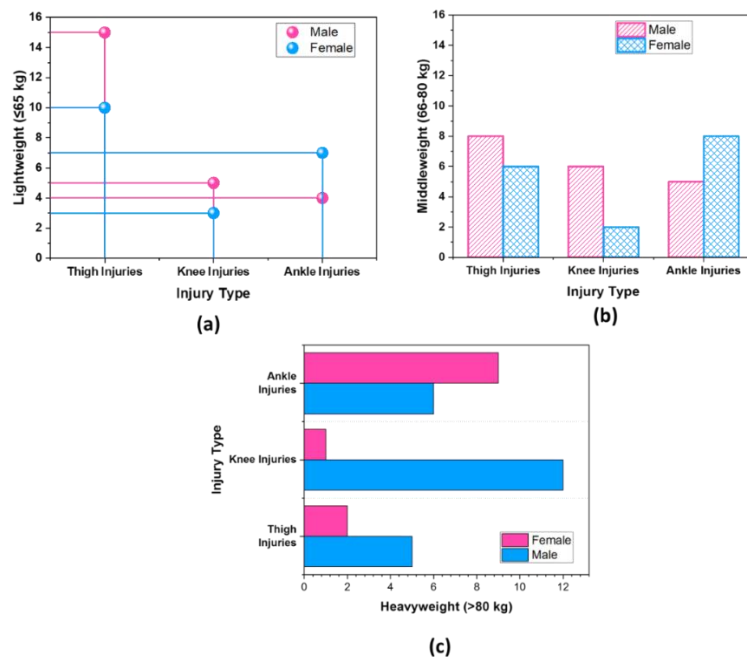 16
14
12
10
8
6
4
2
0
Lightweight (≤65 kg)
Male
Female
Thigh Injuries Knee Injuries Ankle Injuries
Injury Type
(a)
16
14
12
10
8
6
4
2
0
Middleweight (66-80 kg)
Male
Female
Thigh Injuries Knee Injuries Ankle Injuries
Injury Type
(b)
Injury Type
Ankle
Injuries
Knee Injuries
Thigh
Injuries
Female
Male
0 2 4 6 8 10 12
Heavyweight (>80 kg)
(c)